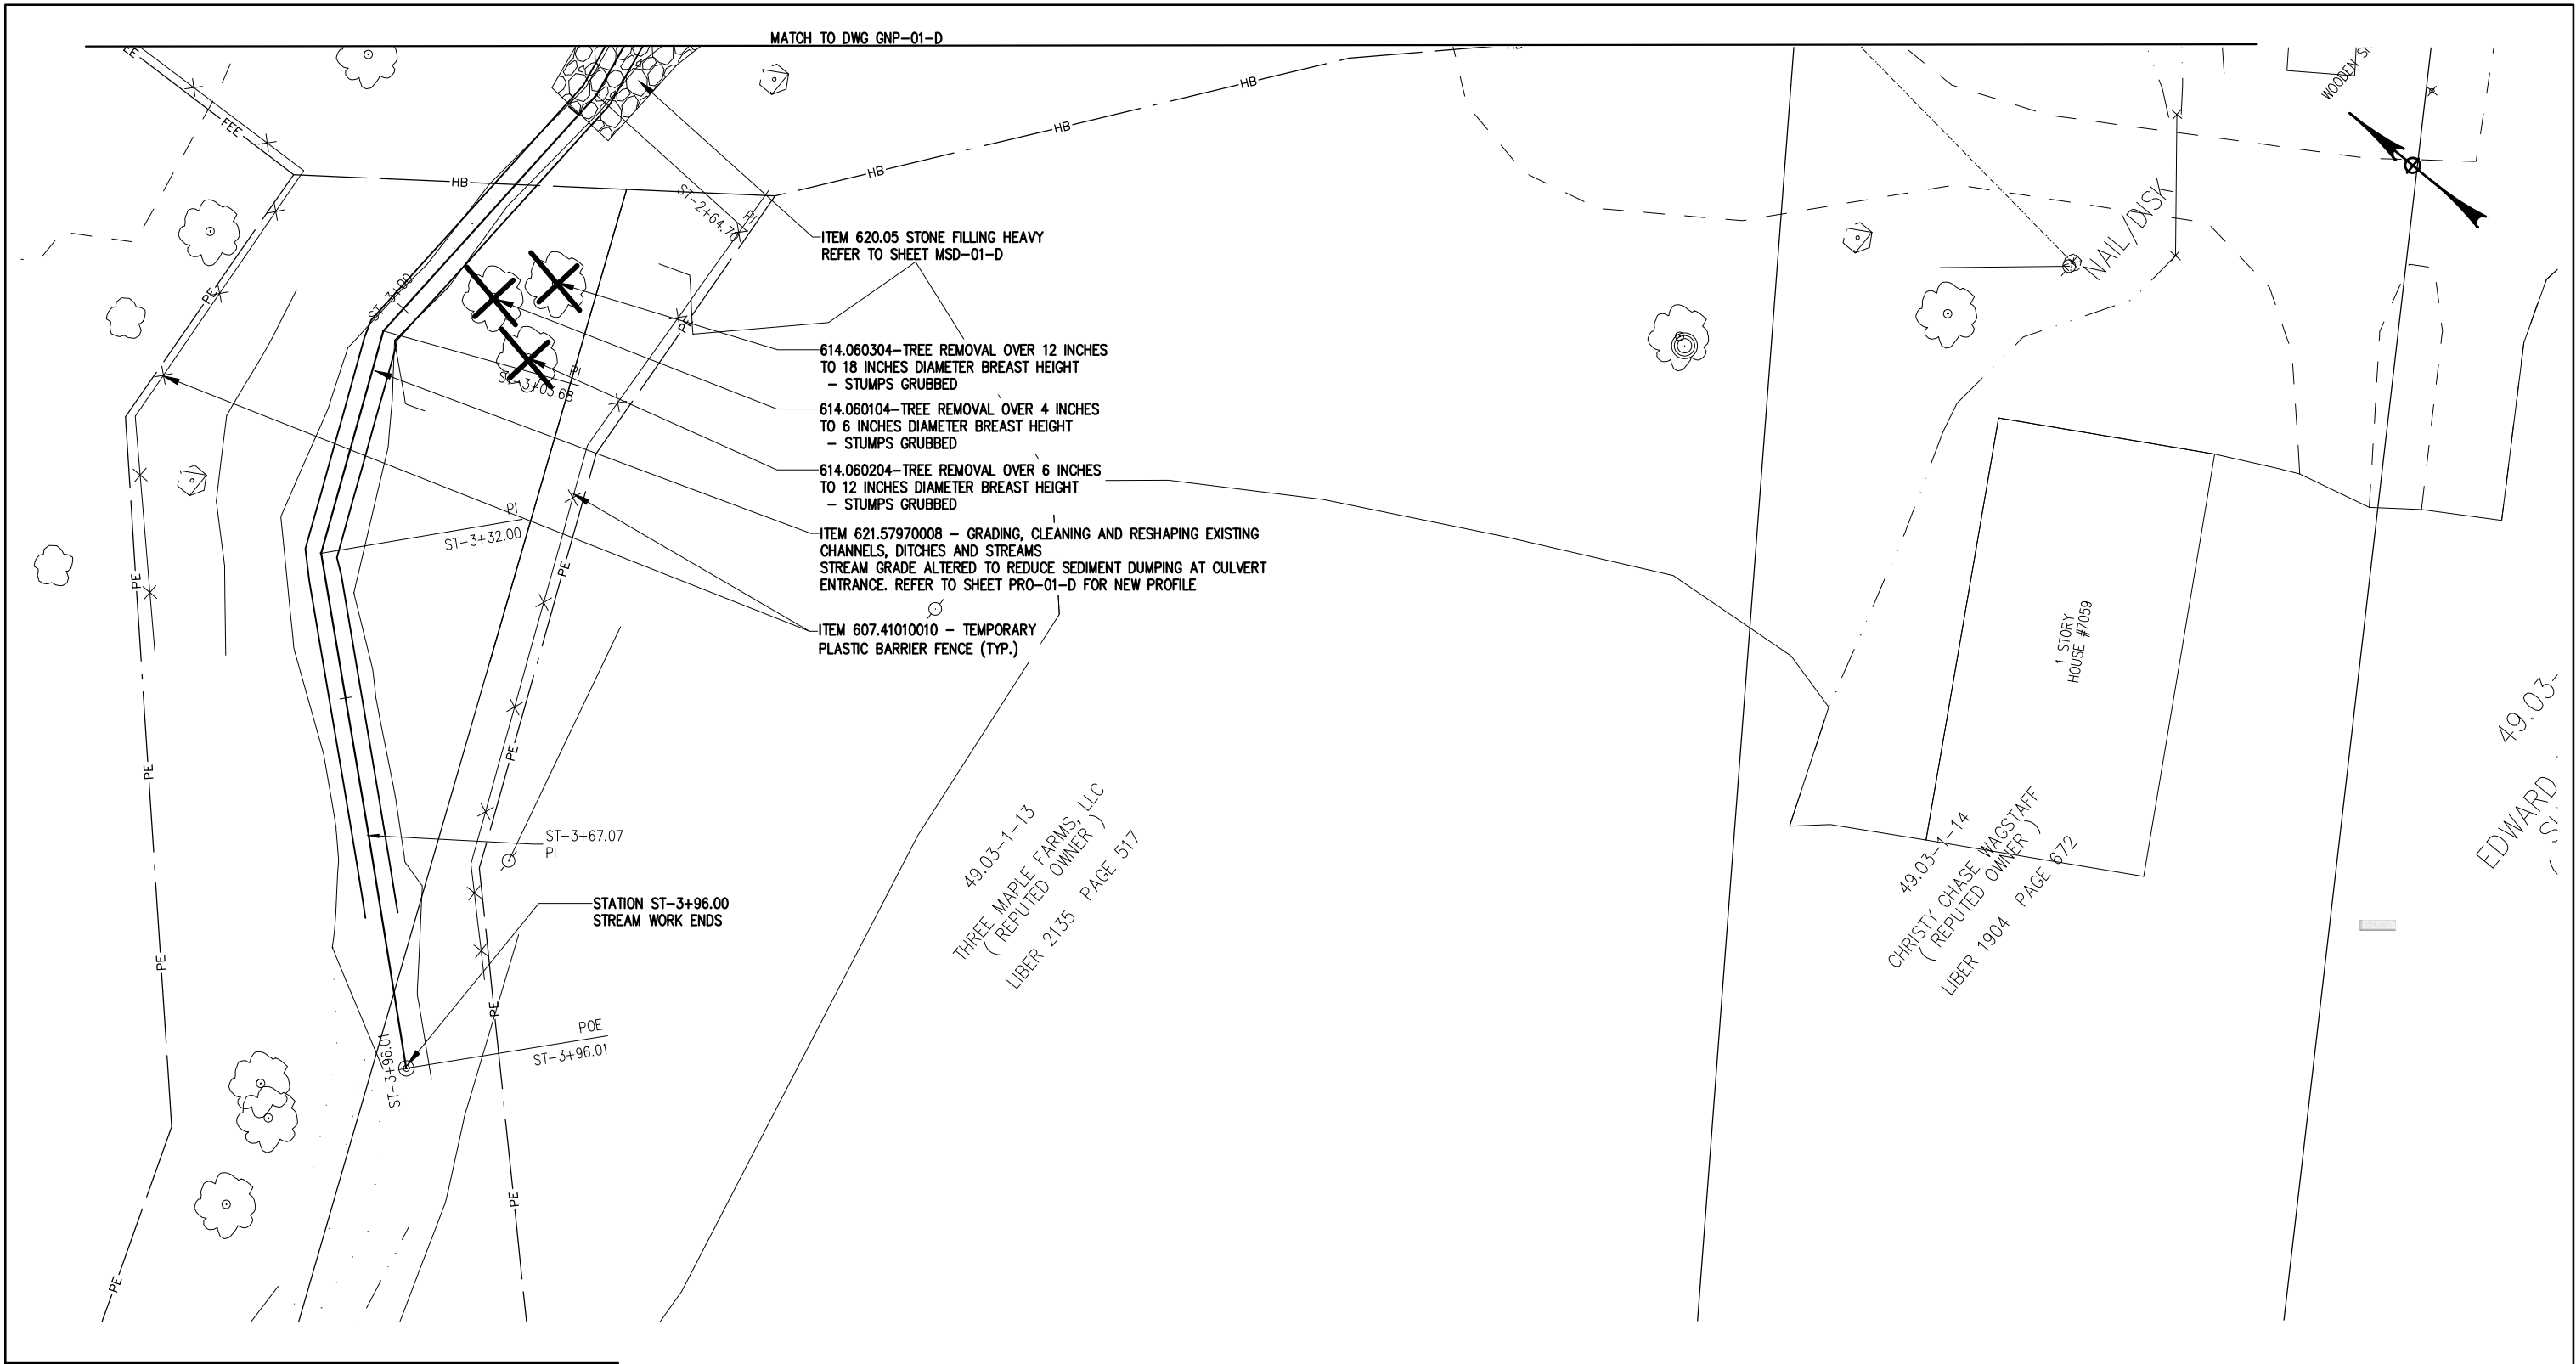 MATCH TO DWG GNP-01-D
FEE
HB
HB
HB
HB
PE
ST-2+64.70
PI
ITEM 620.05 STONE FILLING HEAVY
REFER TO SHEET MSD-01-D
ST-3+00
PE
614.060304-TREE REMOVAL OVER 12 INCHES
TO 18 INCHES DIAMETER BREAST HEIGHT
- STUMPS GRUBBED
PI
ST-3+05.68
614.060104-TREE REMOVAL OVER 4 INCHES
TO 6 INCHES DIAMETER BREAST HEIGHT
- STUMPS GRUBBED
614.060204-TREE REMOVAL OVER 6 INCHES
TO 12 INCHES DIAMETER BREAST HEIGHT
- STUMPS GRUBBED
PI
ST-3+32.00
ITEM 621.57970008 - GRADING, CLEANING AND RESHAPING EXISTING
CHANNELS, DITCHES AND STREAMS
STREAM GRADE ALTERED TO REDUCE SEDIMENT DUMPING AT CULVERT
ENTRANCE. REFER TO SHEET PRO-01-D FOR NEW PROFILE
PE
PE
ITEM 607.41010010 - TEMPORARY
PLASTIC BARRIER FENCE (TYP.)
PE
PE
ST-3+67.07
PI
STATION ST-3+96.00
STREAM WORK ENDS
PE
PE
POE
ST-3+96.01
ST-3+96.01
PE
PE
49.03-1-13
THREE MAPLE FARMS, LLC
( REPUTED OWNER )
LIBER 2135 PAGE 517
WOODEN
NAIL/DISK
1 STORY
HOUSE #7059
49.03-1-14
CHRISTY CHASE WAGSTAFF
( REPUTED OWNER )
LIBER 1904 PAGE 672
49.03-
EDWARD